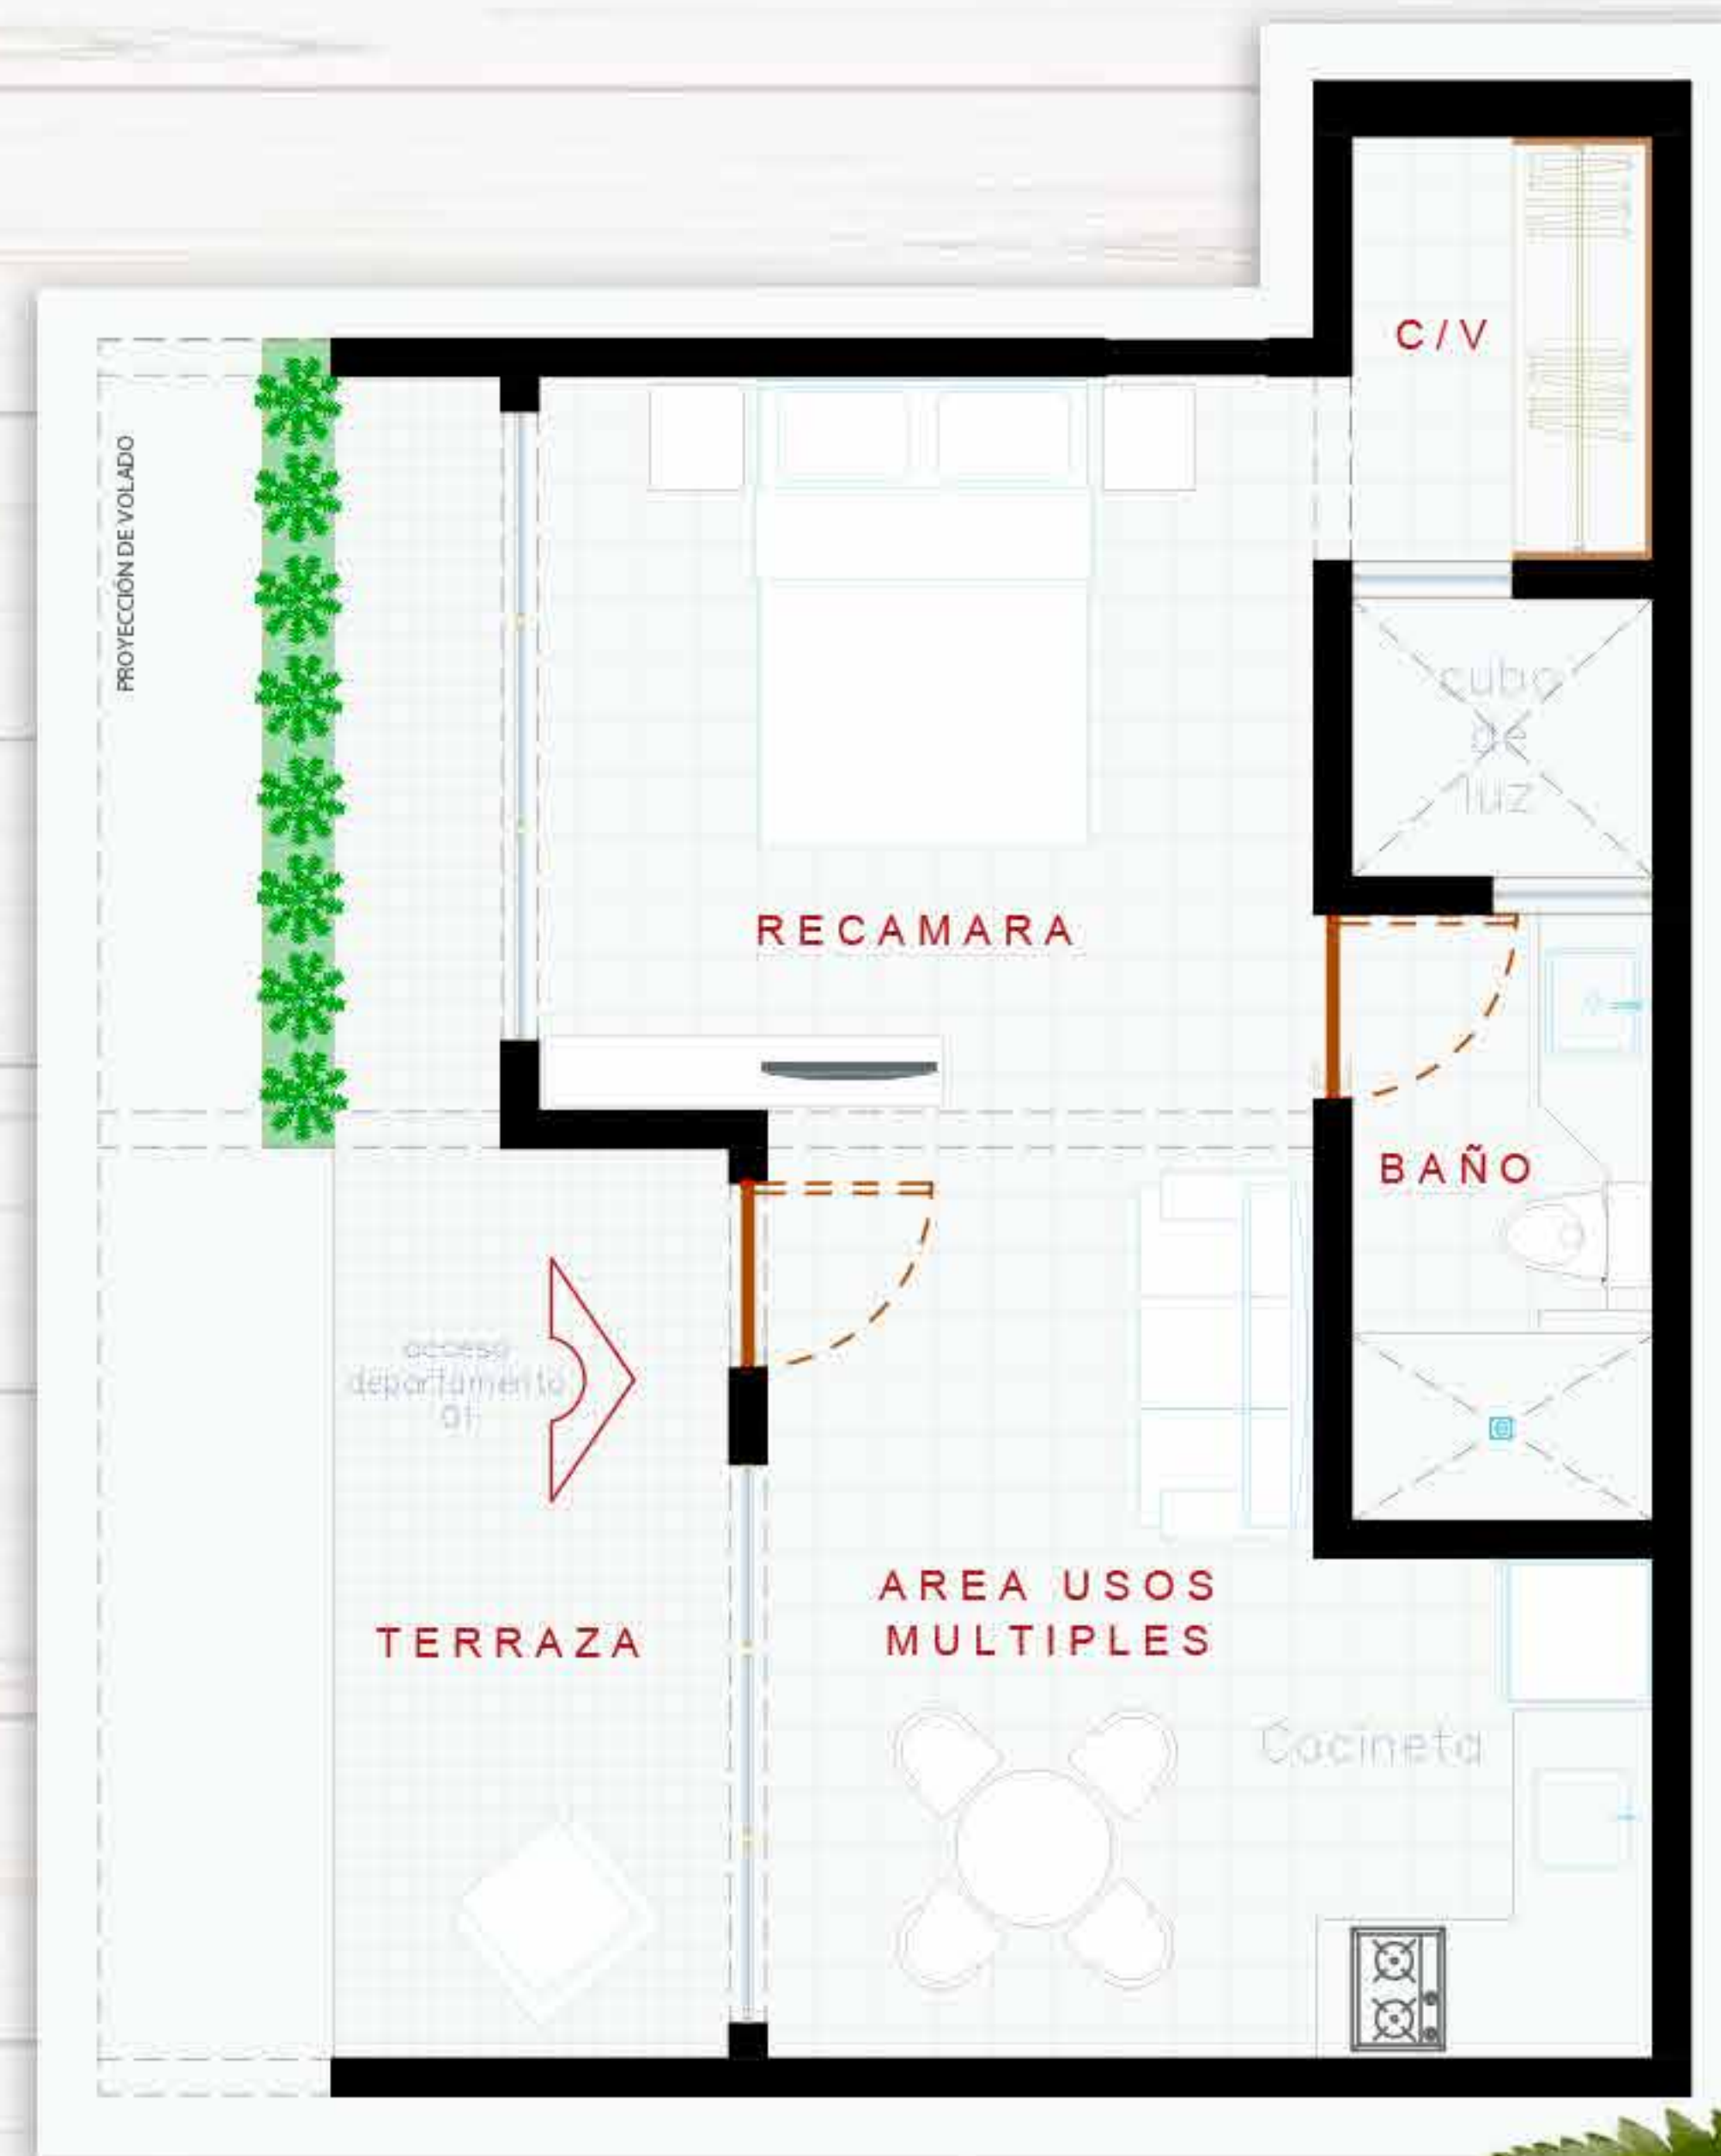 C / V
PROYECCIÓN DE VOLADO
cubo
de
luz
RECAMARA
BAÑO
acceso
departamento
01
AREA USOS
MULTIPLES
TERRAZA
Cocineta